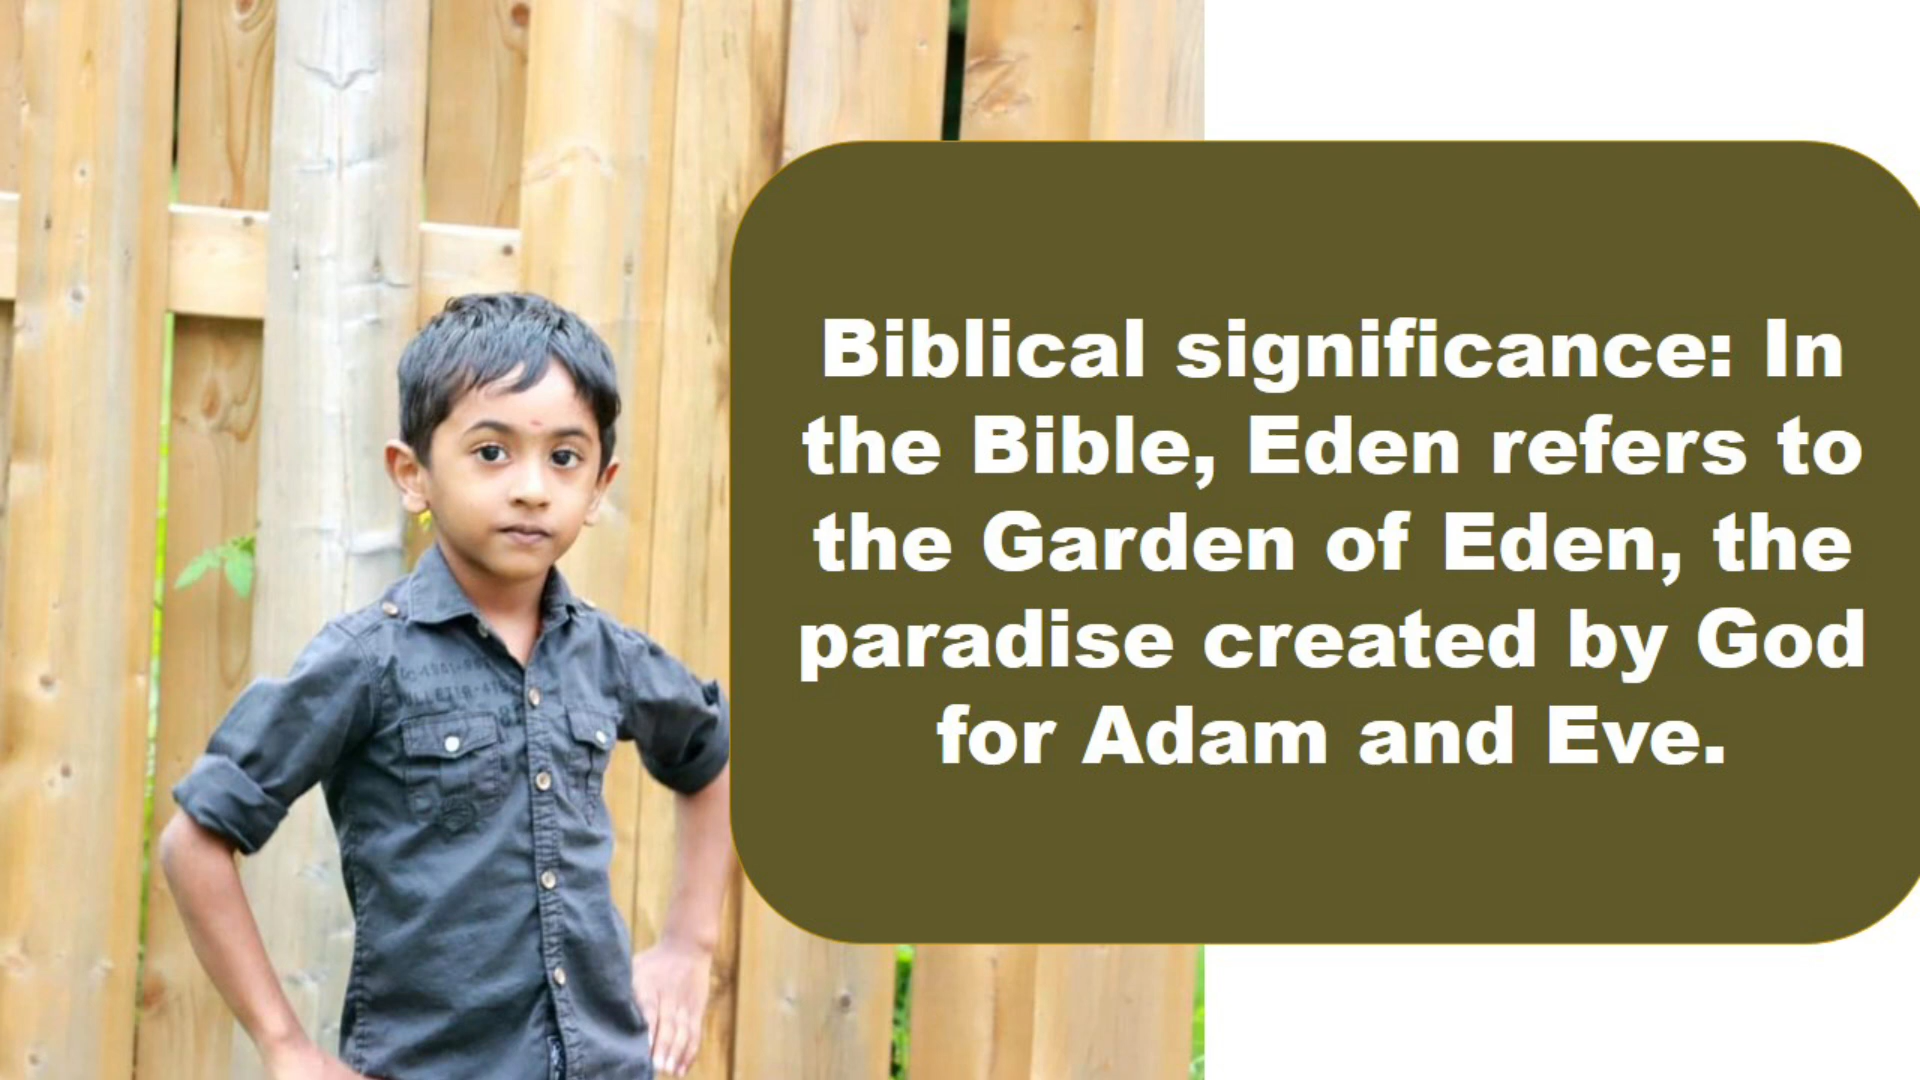 Biblical significance: In
the Bible, Eden refers to
the Garden of Eden, the
paradise created by God
for Adam and Eve.